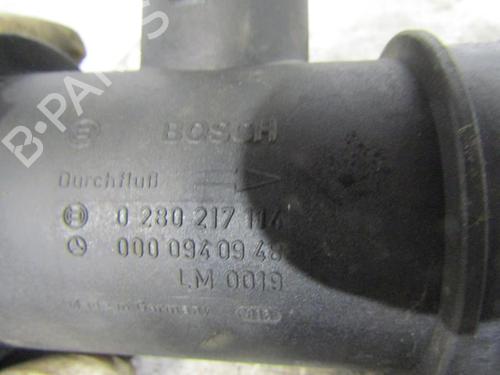 B-PARTS
BOSCH
Durchfluß
0 280 217 114
000 094 09 48
LM 0019